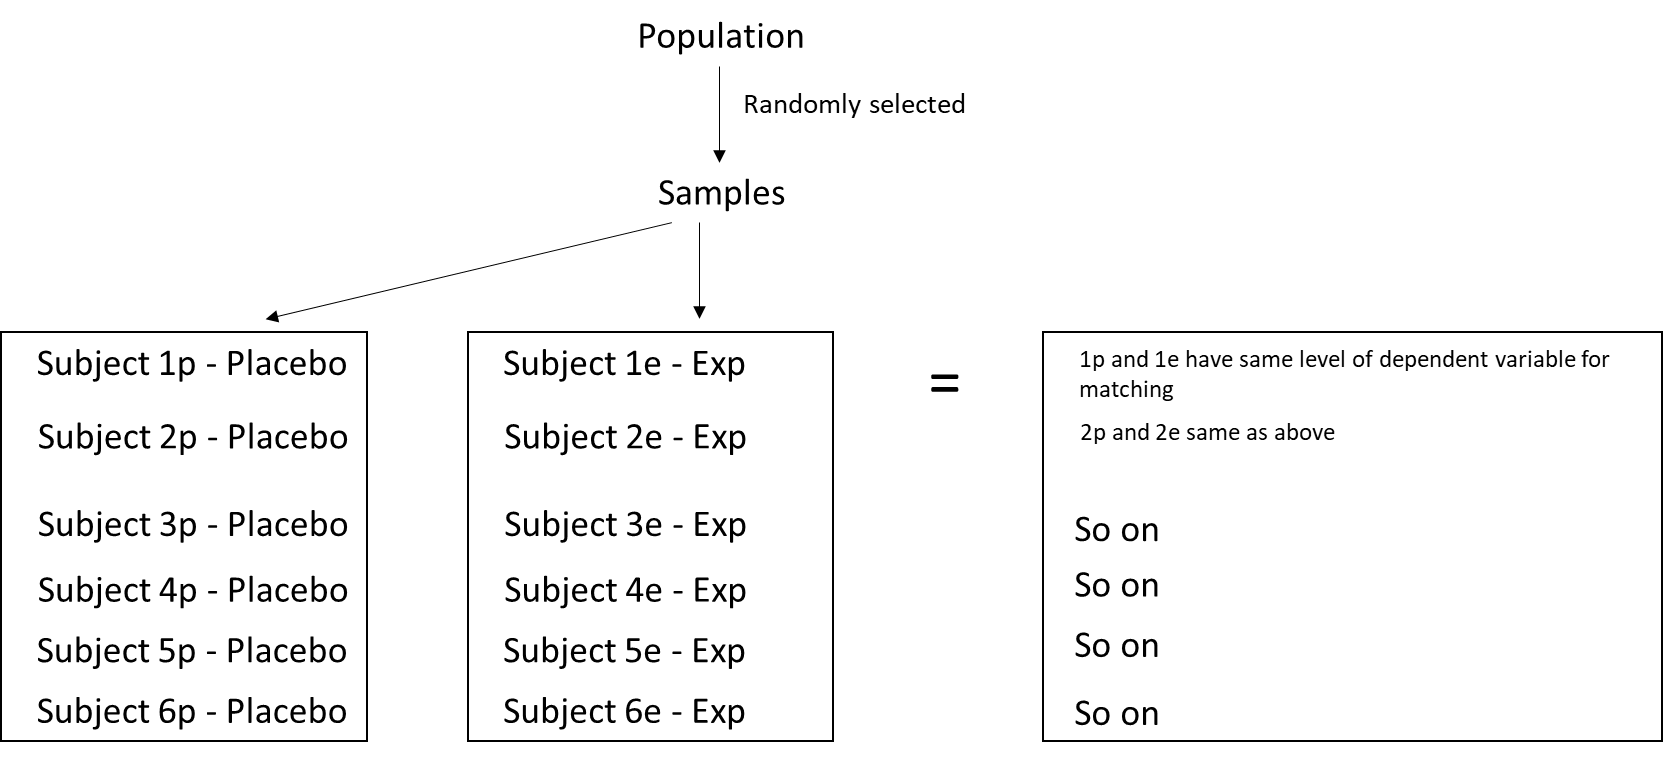 Population
Randomly selected
Samples
Subject 1p - Placebo
Subject 2p - Placebo
Subject 3p - Placebo
Subject 4p - Placebo
Subject 5p - Placebo
Subject 6p - Placebo
Subject 1e - Exp
Subject 2e - Exp
Subject 3e - Exp
Subject 4e - Exp
Subject 5e - Exp
Subject 6e - Exp
=
1p and 1e have same level of dependent variable for
matching
2p and 2e same as above
So on
So on
So on
So on